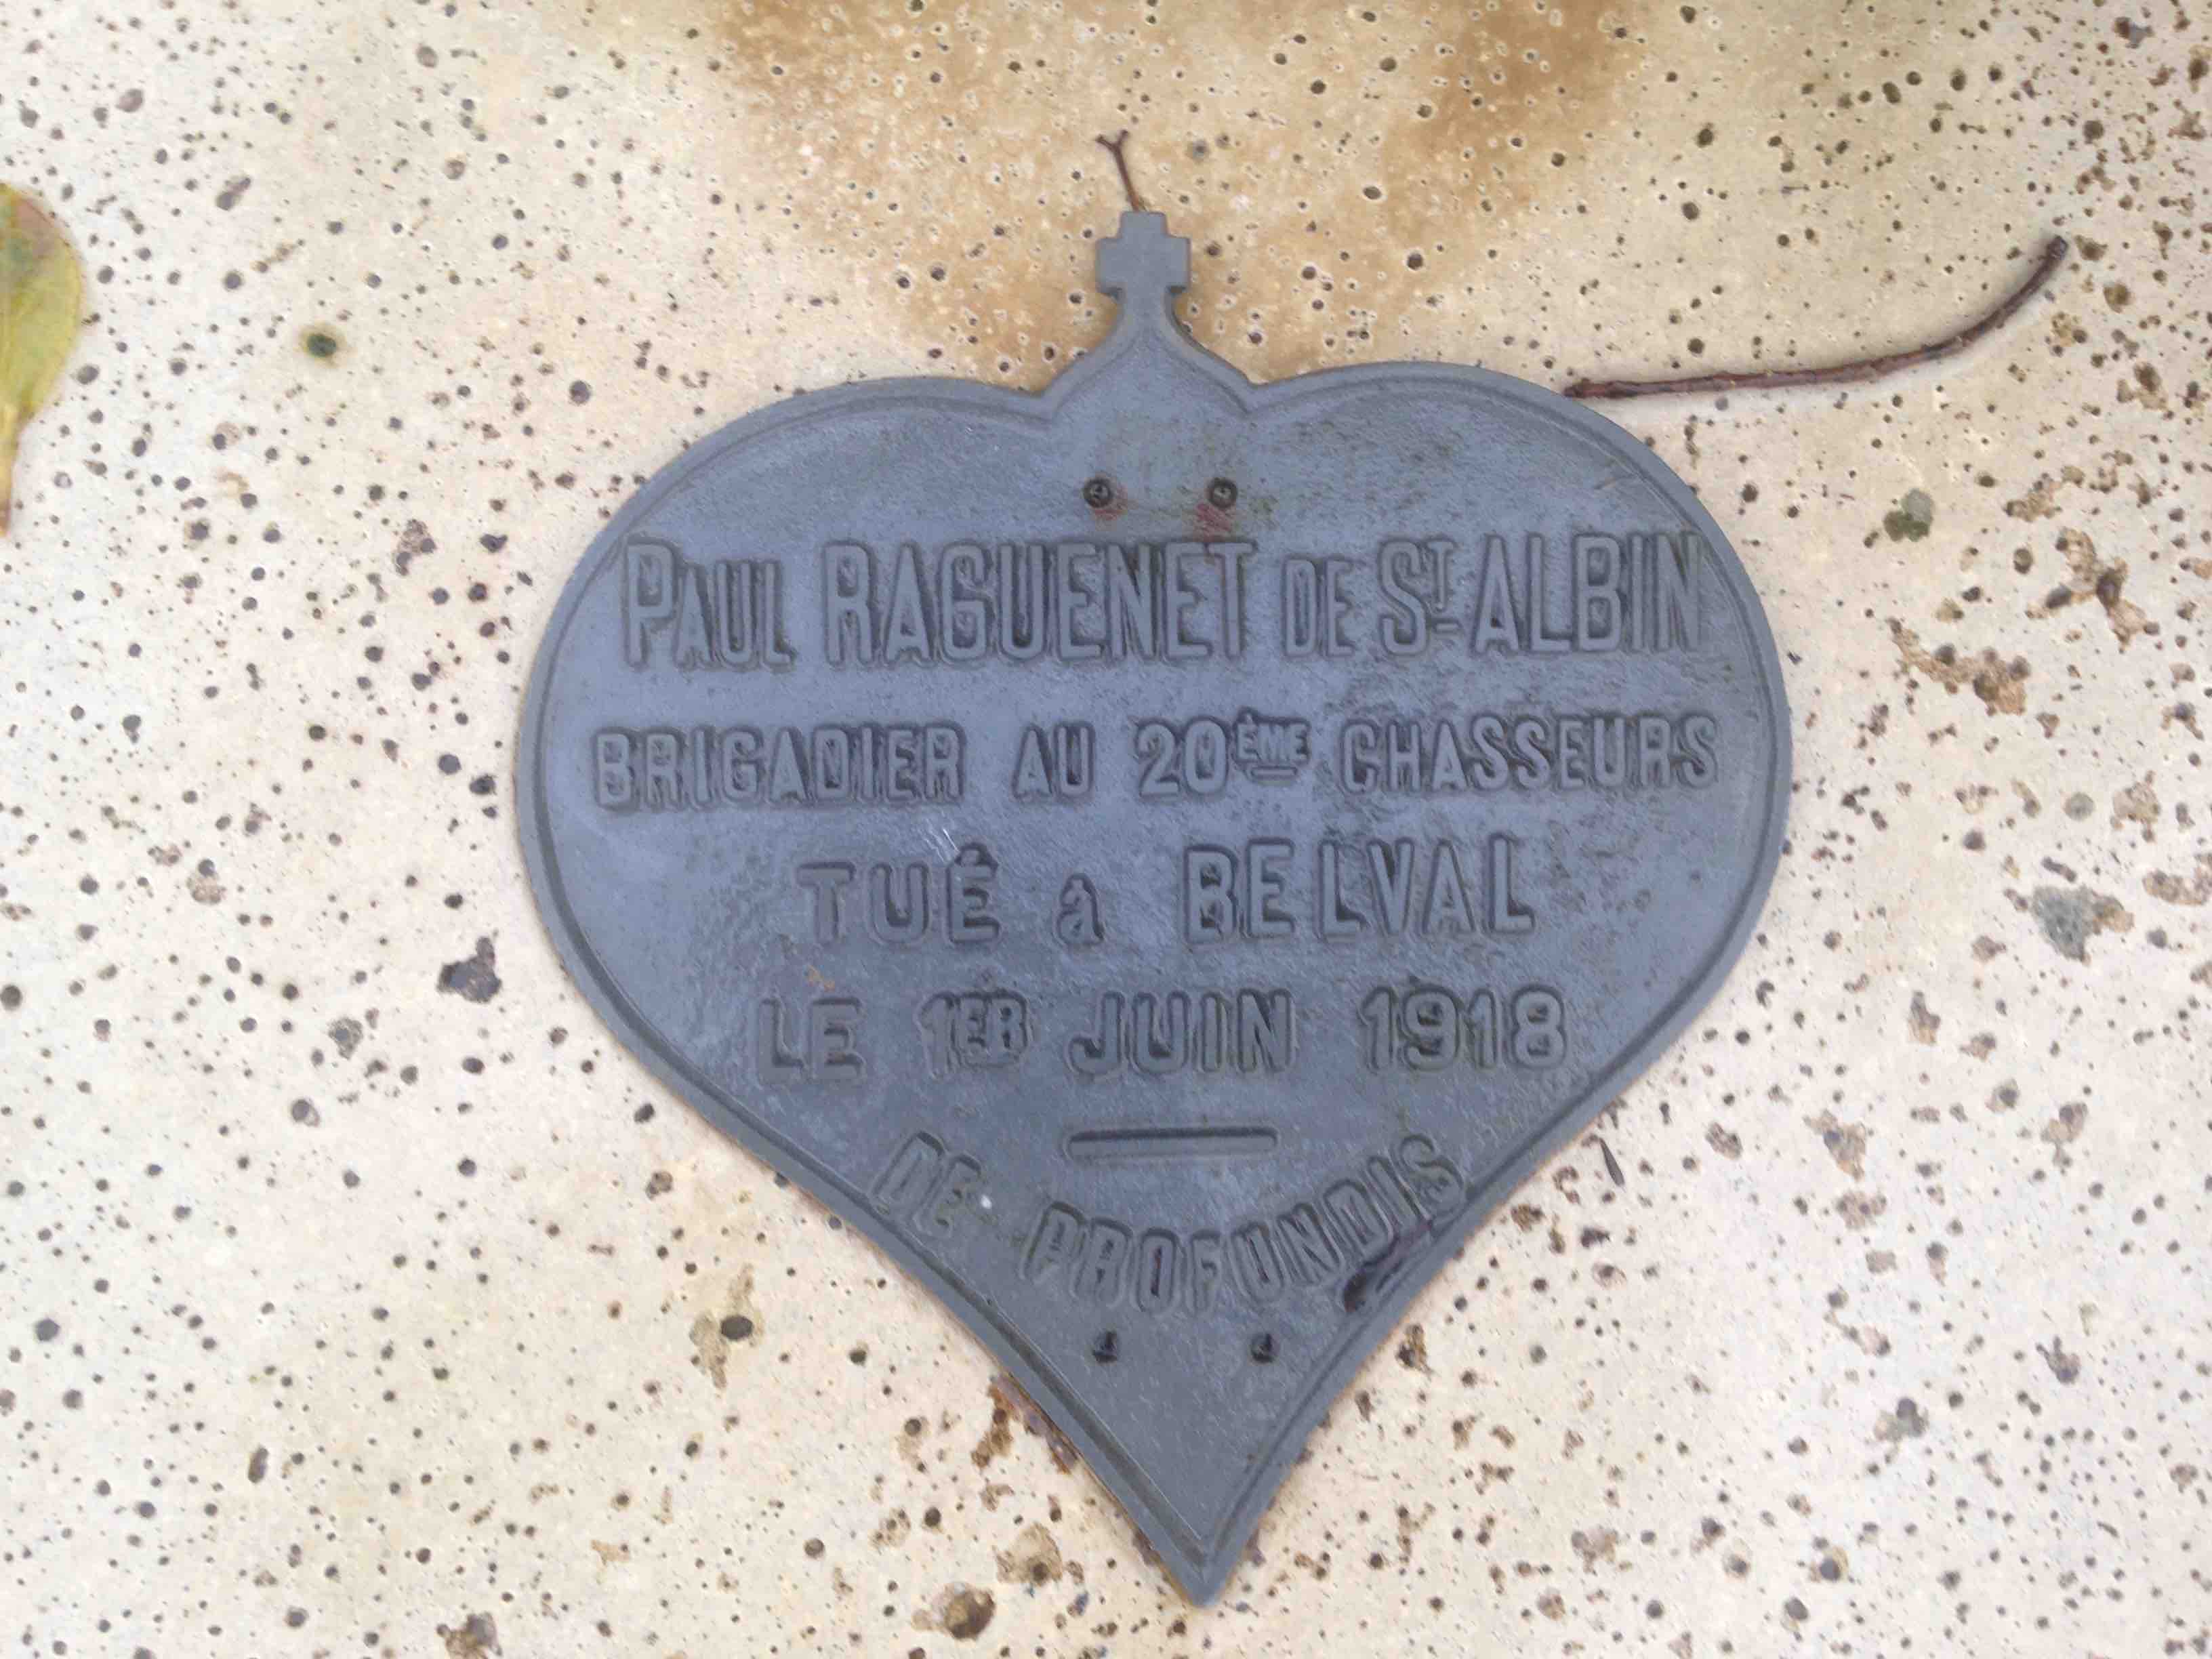 PAUL RAGUENET DE ST ALBIN
BRIGADIER AU 20ÈME CHASSEURS
TUÉ à BELVAL
LE 1ER JUIN 1918
DE PROFUNDIS